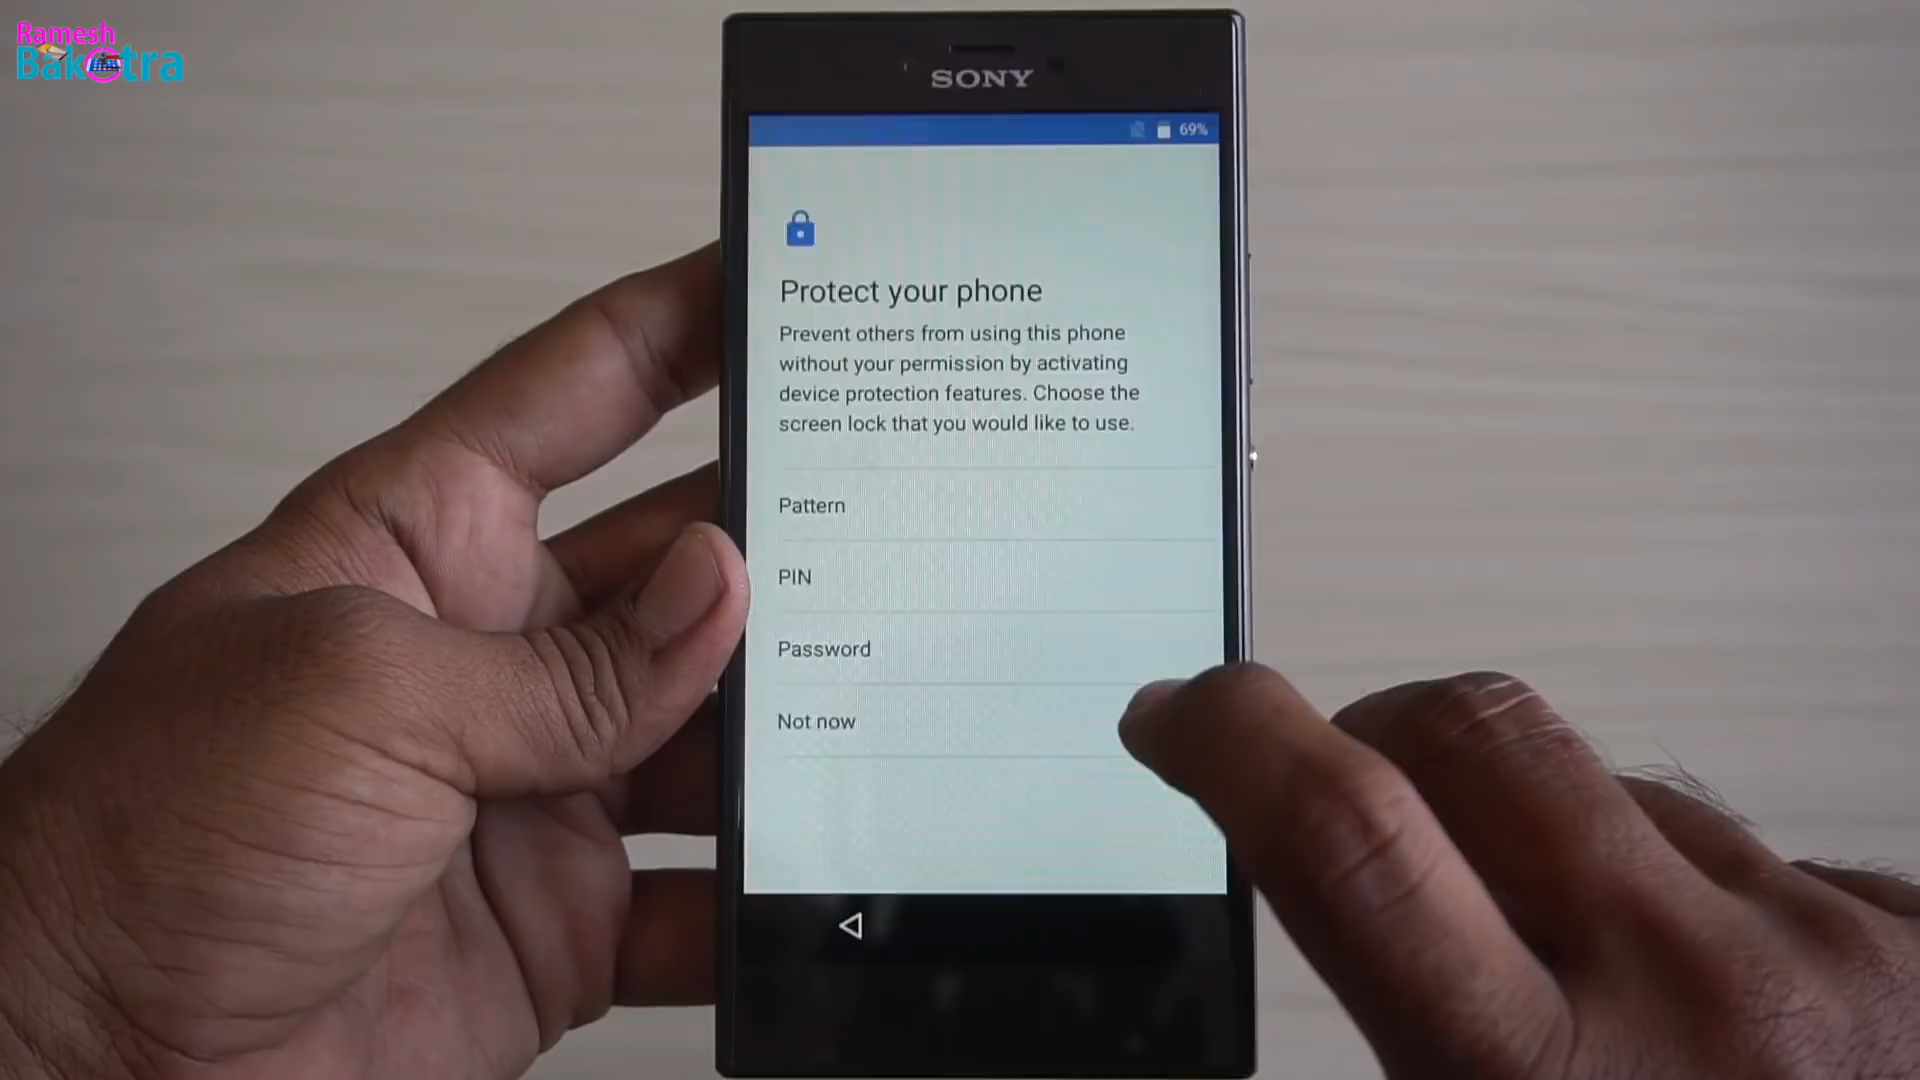 Ramesh
Bakotra
SONY
69%
Protect your phone
Prevent others from using this phone
without your permission by activating
device protection features. Choose the
screen lock that you would like to use.
Pattern
PIN
Password
Not now